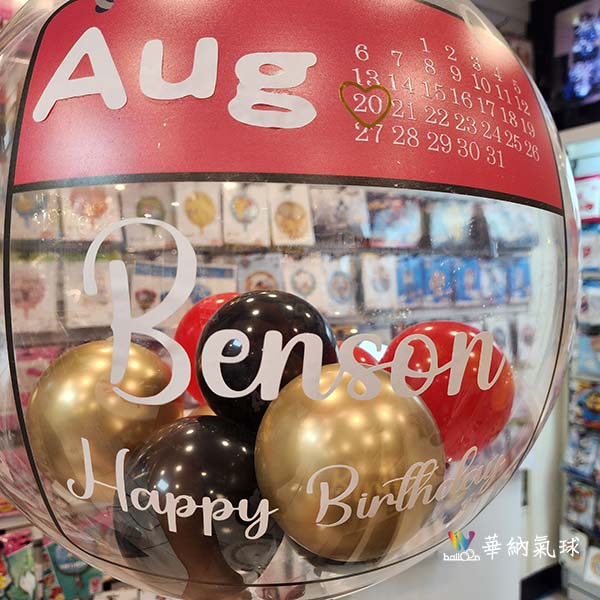 Aug
1 2 3 4 5
6 7 8 9 10 11 12
13 14 15 16 17 18 19
20 21 22 23 24 25 26
27 28 29 30 31
Benson
Happy Birthday
balloon 華納氣球